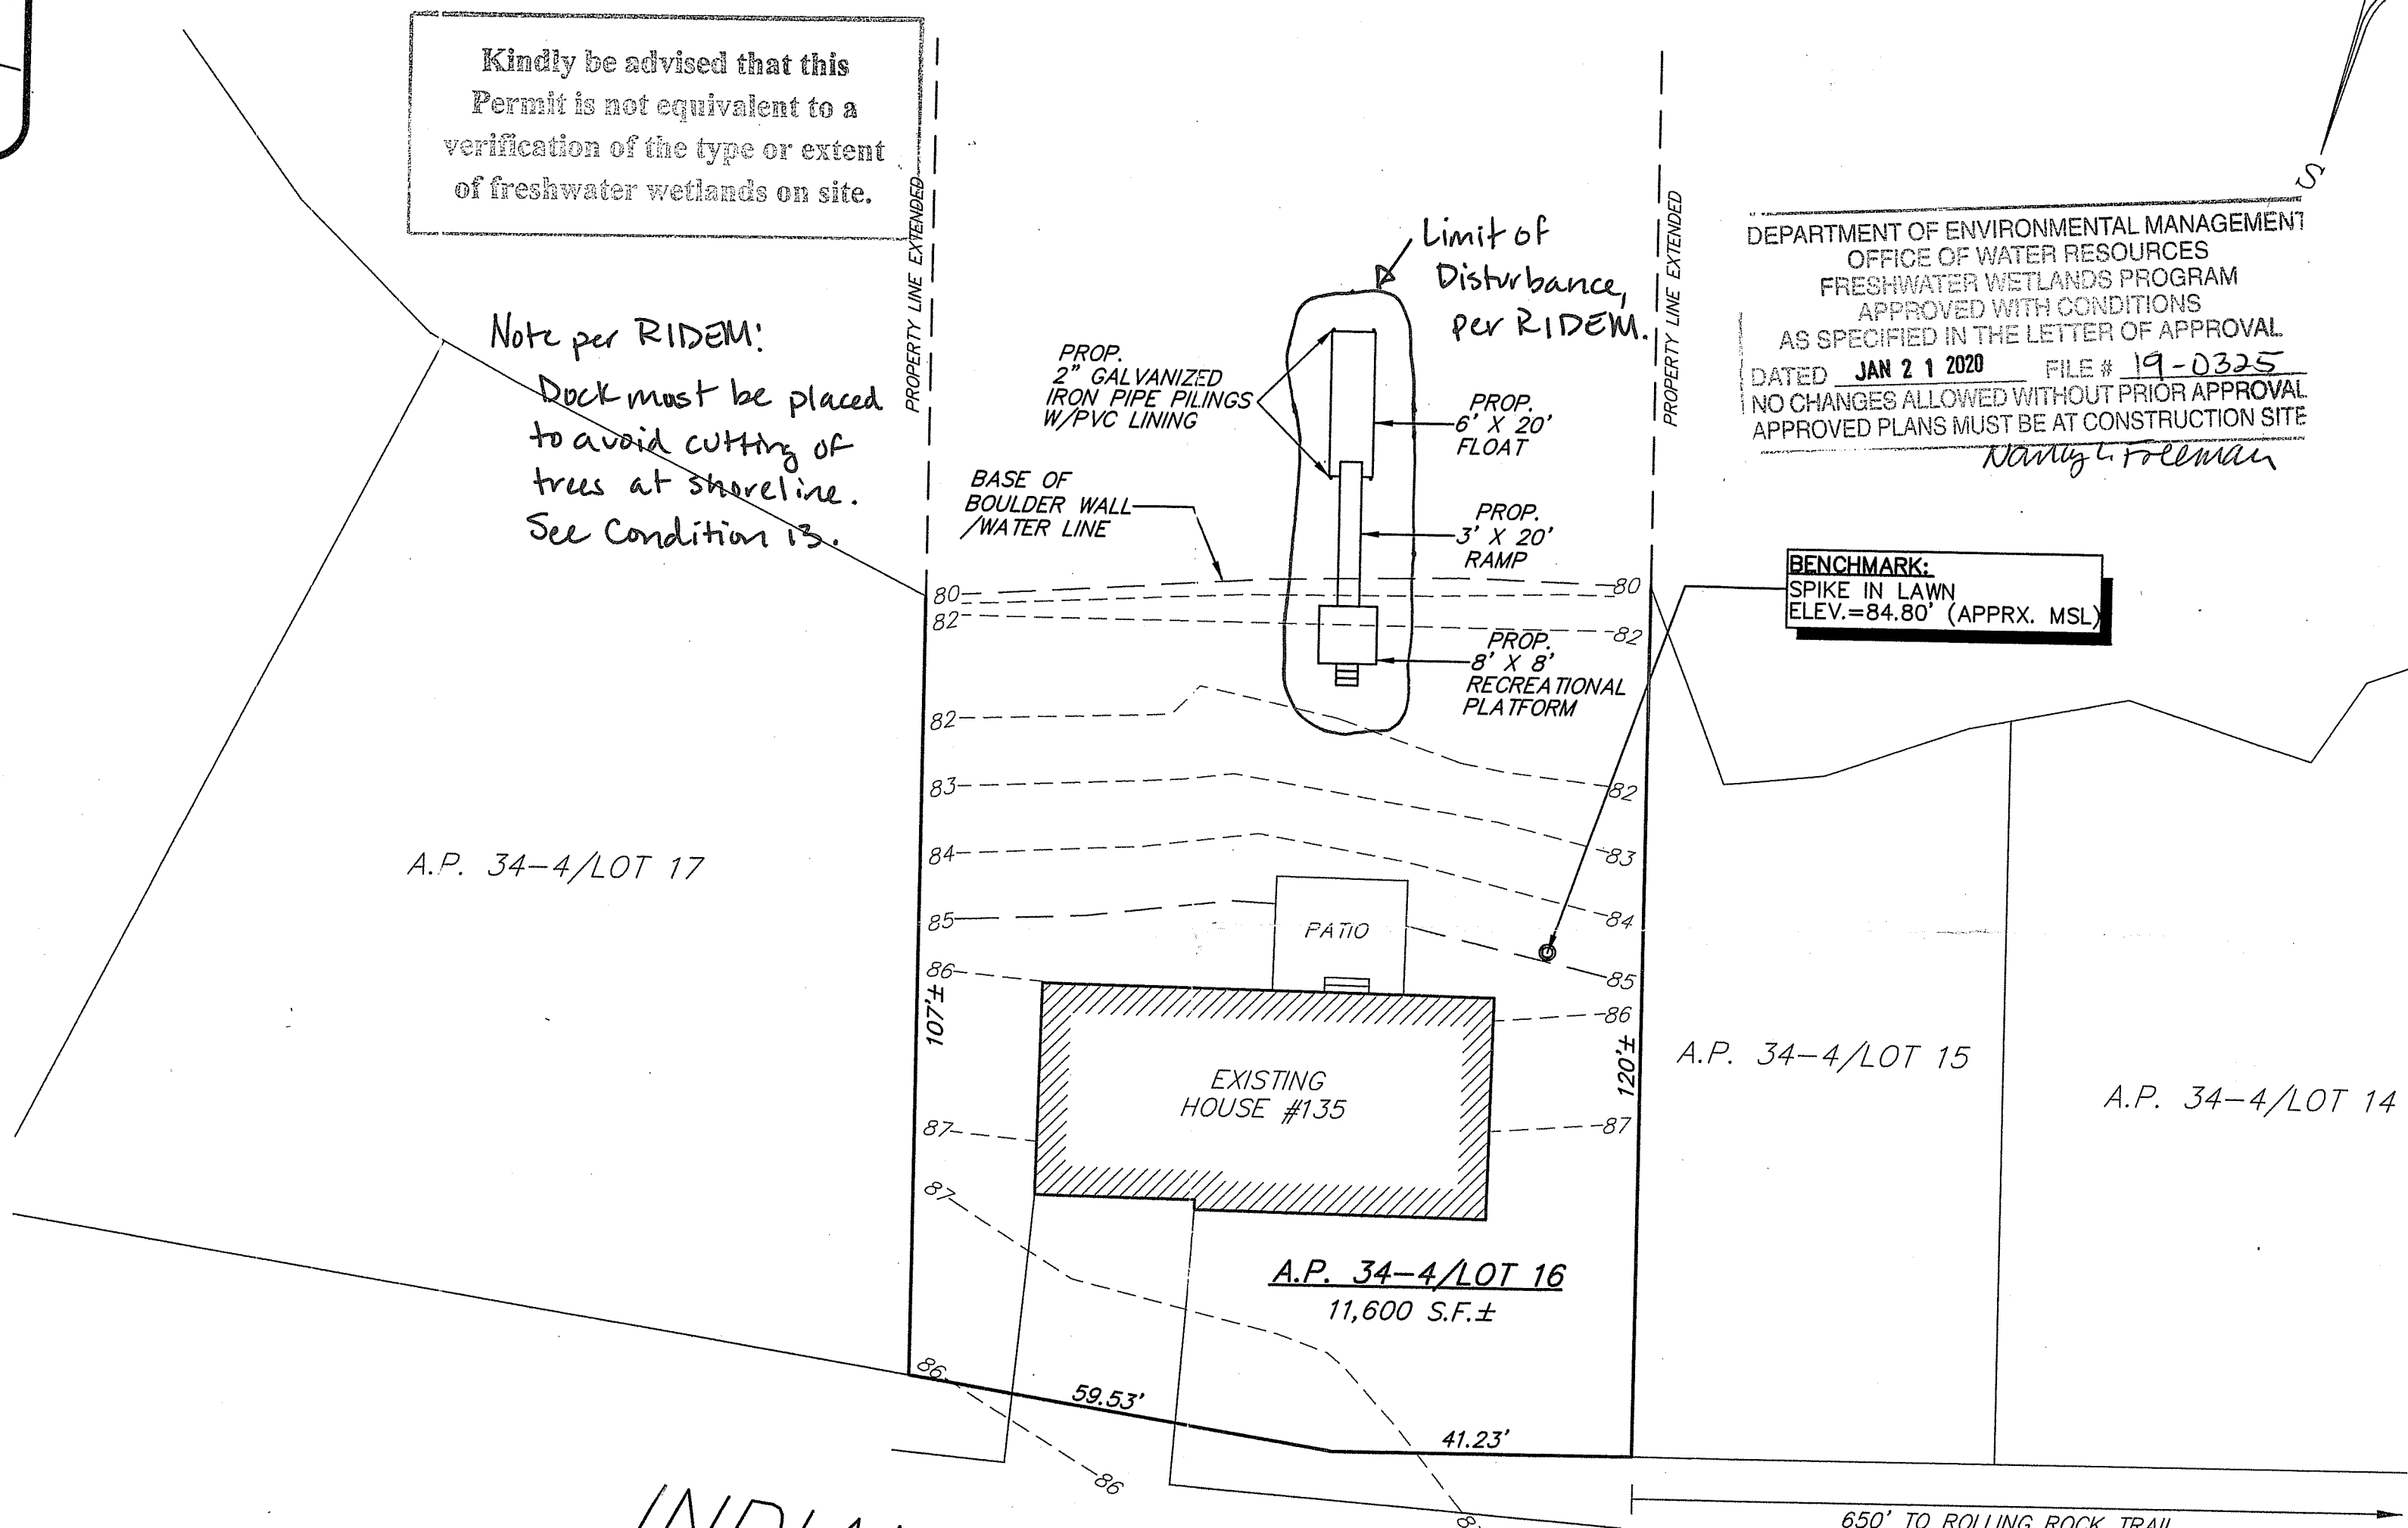 Kindly be advised that this
Permit is not equivalent to a
verification of the type or extent
of freshwater wetlands on site.
PROPERTY LINE EXTENDED
PROPERTY LINE EXTENDED
S
DEPARTMENT OF ENVIRONMENTAL MANAGEMENT
OFFICE OF WATER RESOURCES
FRESHWATER WETLANDS PROGRAM
APPROVED WITH CONDITIONS
AS SPECIFIED IN THE LETTER OF APPROVAL
DATED JAN 21 2020 FILE # 19-0325
NO CHANGES ALLOWED WITHOUT PRIOR APPROVAL
APPROVED PLANS MUST BE AT CONSTRUCTION SITE
Nancy L. Freeman
Limit of
Disturbance,
per RIDEM.
Note per RIDEM:
Dock must be placed
to avoid cutting of
trees at shoreline.
See Condition 13.
PROP.
2" GALVANIZED
IRON PIPE PILINGS
W/PVC LINING
PROP.
6' X 20'
FLOAT
BASE OF
BOULDER WALL
/WATER LINE
PROP.
3' X 20'
RAMP
BENCHMARK:
SPIKE IN LAWN
ELEV.=84.80' (APPRX. MSL)
80
80
82
82
PROP.
8' X 8'
RECREATIONAL
PLATFORM
82
82
83
83
84
84
85
85
86
86
87
87
87
86
86
A.P. 34-4/LOT 17
PATIO
107'±
120'±
EXISTING
HOUSE #135
A.P. 34-4/LOT 15
A.P. 34-4/LOT 14
A.P. 34-4/LOT 16
11,600 S.F.±
59.53'
41.23'
650' TO ROLLING ROCK TRAIL